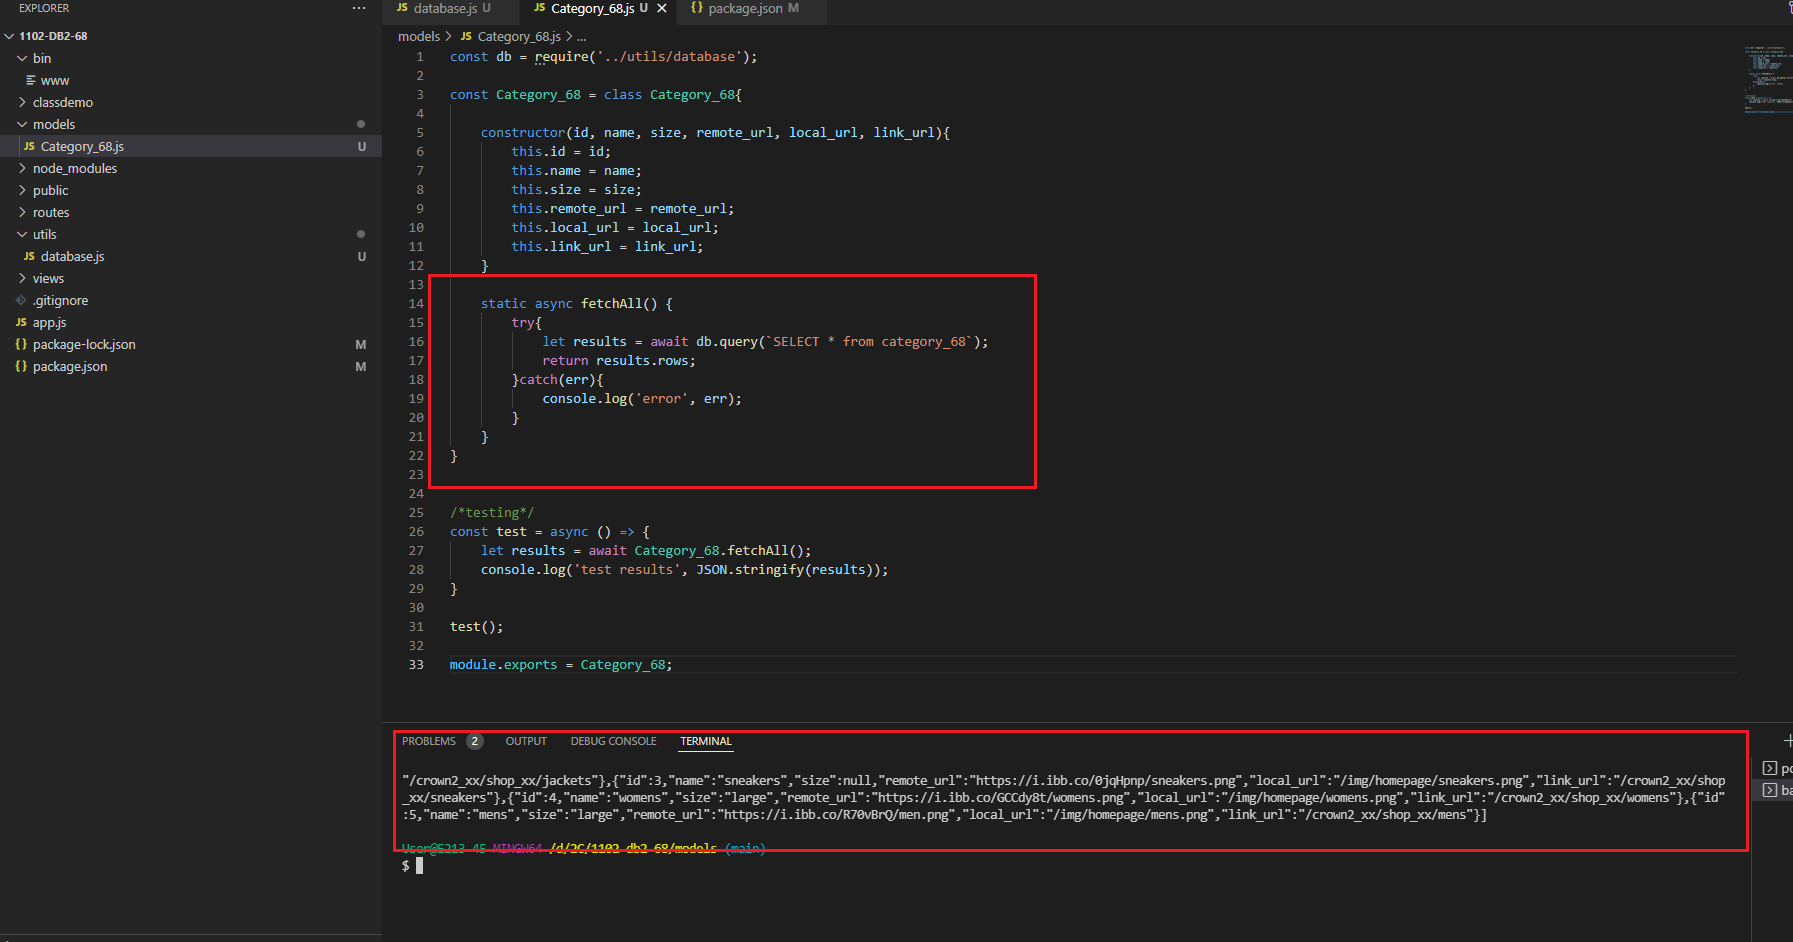 EXPLORER
1102-DB2-68
bin
www
classdemo
models
JS Category_68.js U
node_modules
public
routes
utils
JS database.js U
views
.gitignore
JS app.js
{} package-lock.json M
{} package.json M
JS database.js U
JS Category_68.js U
{} package.json M
models > JS Category_68.js > ...
1 const db = require('../utils/database');
2
3 const Category_68 = class Category_68{
4
5 constructor(id, name, size, remote_url, local_url, link_url){
6 this.id = id;
7 this.name = name;
8 this.size = size;
9 this.remote_url = remote_url;
10 this.local_url = local_url;
11 this.link_url = link_url;
12 }
13
14 static async fetchAll() {
15 try{
16 let results = await db.query(`SELECT * from category_68`);
17 return results.rows;
18 }catch(err){
19 console.log('error', err);
20 }
21 }
22 }
23
24
25 /*testing*/
26 const test = async () => {
27 let results = await Category_68.fetchAll();
28 console.log('test results', JSON.stringify(results));
29 }
30
31 test();
32
33 module.exports = Category_68;
PROBLEMS 2 OUTPUT DEBUG CONSOLE TERMINAL
"/crown2_xx/shop_xx/jackets"},{"id":3,"name":"sneakers","size":null,"remote_url":"https://i.ibb.co/0jqHpnp/sneakers.png","local_url":"/img/homepage/sneakers.png","link_url":"/crown2_xx/shop
_xx/sneakers"},{"id":4,"name":"womens","size":"large","remote_url":"https://i.ibb.co/GCCdy8t/womens.png","local_url":"/img/homepage/womens.png","link_url":"/crown2_xx/shop_xx/womens"},{"id"
:5,"name":"mens","size":"large","remote_url":"https://i.ibb.co/R70vBrQ/men.png","local_url":"/img/homepage/mens.png","link_url":"/crown2_xx/shop_xx/mens"}]
User@E213-45 MINGW64 /d/2C/1102-db2-68/models (main)
$